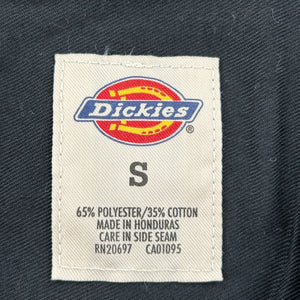 Dickies®
S
65% POLYESTER/35% COTTON
MADE IN HONDURAS
CARE IN SIDE SEAM
RN20697 CA01095